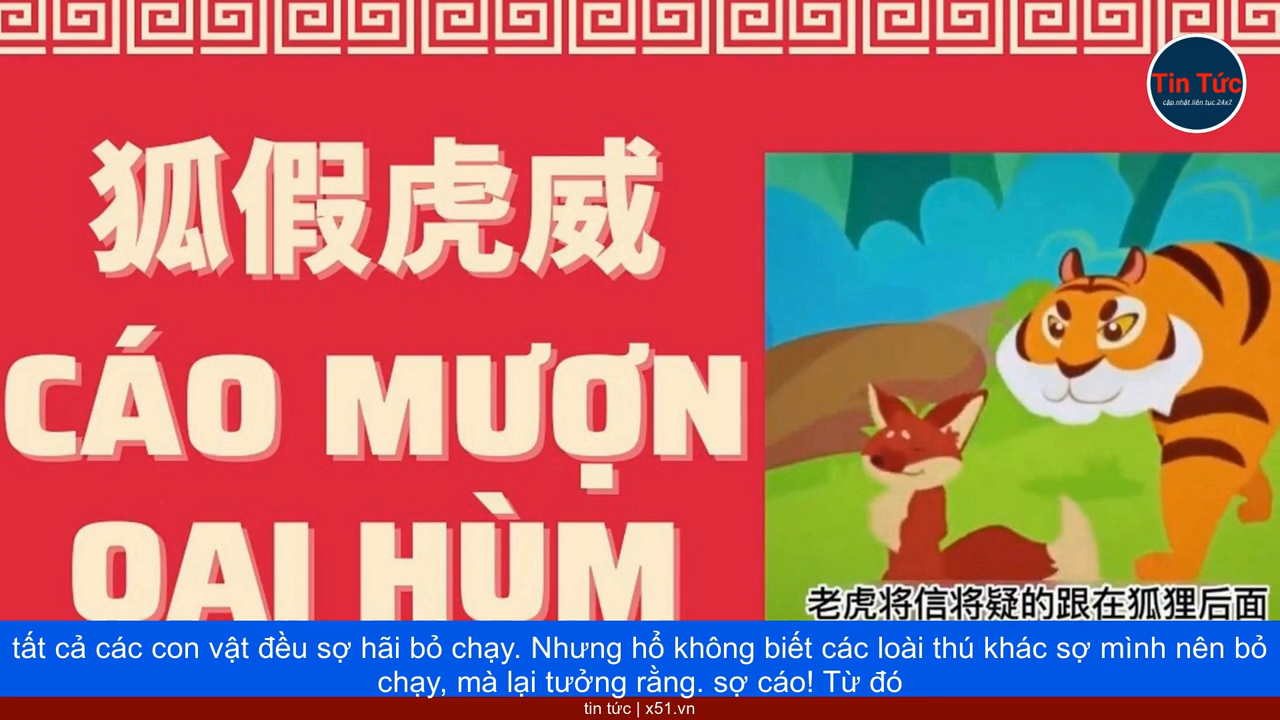 Tin Tức
cập nhật liên tục 24x7
狐假虎威
CÁO MƯỢN
OAI HÙM
老虎将信将疑的跟在狐狸后面
tất cả các con vật đều sợ hãi bỏ chạy. Nhưng hổ không biết các loài thú khác sợ mình nên bỏ
chạy, mà lại tưởng rằng. sợ cáo! Từ đó
tin tức | x51.vn